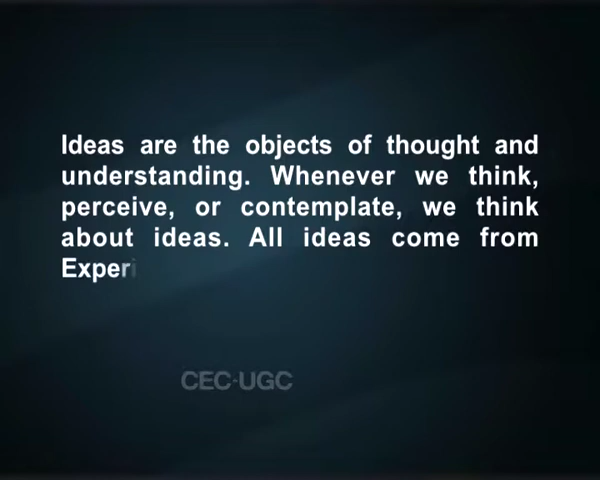 Ideas are the objects of thought and
understanding. Whenever we think,
perceive, or contemplate, we think
about ideas. All ideas come from
Experi
CEC-UGC